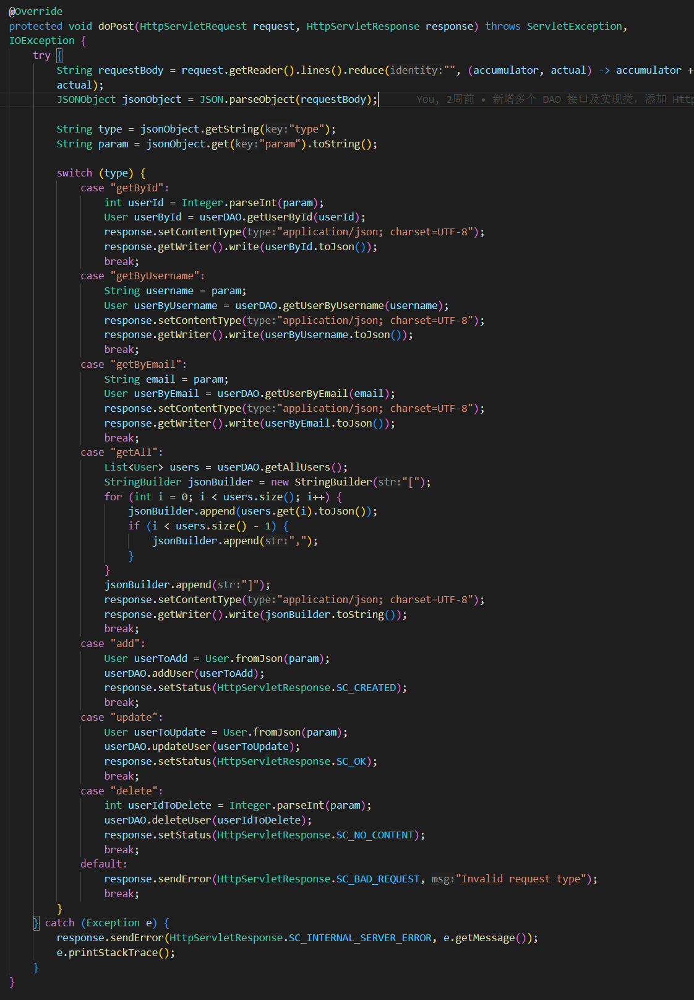 @Override
protected void doPost(HttpServletRequest request, HttpServletResponse response) throws ServletException,
IOException {
try {
String requestBody = request.getReader().lines().reduce(identity:"", (accumulator, actual) -> accumulator +
actual);
JSONObject jsonObject = JSON.parseObject(requestBody); You, 2周前 • 新增多个 DAO 接口及实现类，添加 Http
String type = jsonObject.getString(key:"type");
String param = jsonObject.get(key:"param").toString();
switch (type) {
case "getById":
int userId = Integer.parseInt(param);
User userById = userDAO.getUserById(userId);
response.setContentType(type:"application/json; charset=UTF-8");
response.getWriter().write(userById.toJson());
break;
case "getByUsername":
String username = param;
User userByUsername = userDAO.getUserByUsername(username);
response.setContentType(type:"application/json; charset=UTF-8");
response.getWriter().write(userByUsername.toJson());
break;
case "getByEmail":
String email = param;
User userByEmail = userDAO.getUserByEmail(email);
response.setContentType(type:"application/json; charset=UTF-8");
response.getWriter().write(userByEmail.toJson());
break;
case "getAll":
List<User> users = userDAO.getAllUsers();
StringBuilder jsonBuilder = new StringBuilder(str:"[");
for (int i = 0; i < users.size(); i++) {
jsonBuilder.append(users.get(i).toJson());
if (i < users.size() - 1) {
jsonBuilder.append(str:",");
}
}
jsonBuilder.append(str:"]");
response.setContentType(type:"application/json; charset=UTF-8");
response.getWriter().write(jsonBuilder.toString());
break;
case "add":
User userToAdd = User.fromJson(param);
userDAO.addUser(userToAdd);
response.setStatus(HttpServletResponse.SC_CREATED);
break;
case "update":
User userToUpdate = User.fromJson(param);
userDAO.updateUser(userToUpdate);
response.setStatus(HttpServletResponse.SC_OK);
break;
case "delete":
int userIdToDelete = Integer.parseInt(param);
userDAO.deleteUser(userIdToDelete);
response.setStatus(HttpServletResponse.SC_NO_CONTENT);
break;
default:
response.sendError(HttpServletResponse.SC_BAD_REQUEST, msg:"Invalid request type");
break;
}
} catch (Exception e) {
response.sendError(HttpServletResponse.SC_INTERNAL_SERVER_ERROR, e.getMessage());
e.printStackTrace();
}
}